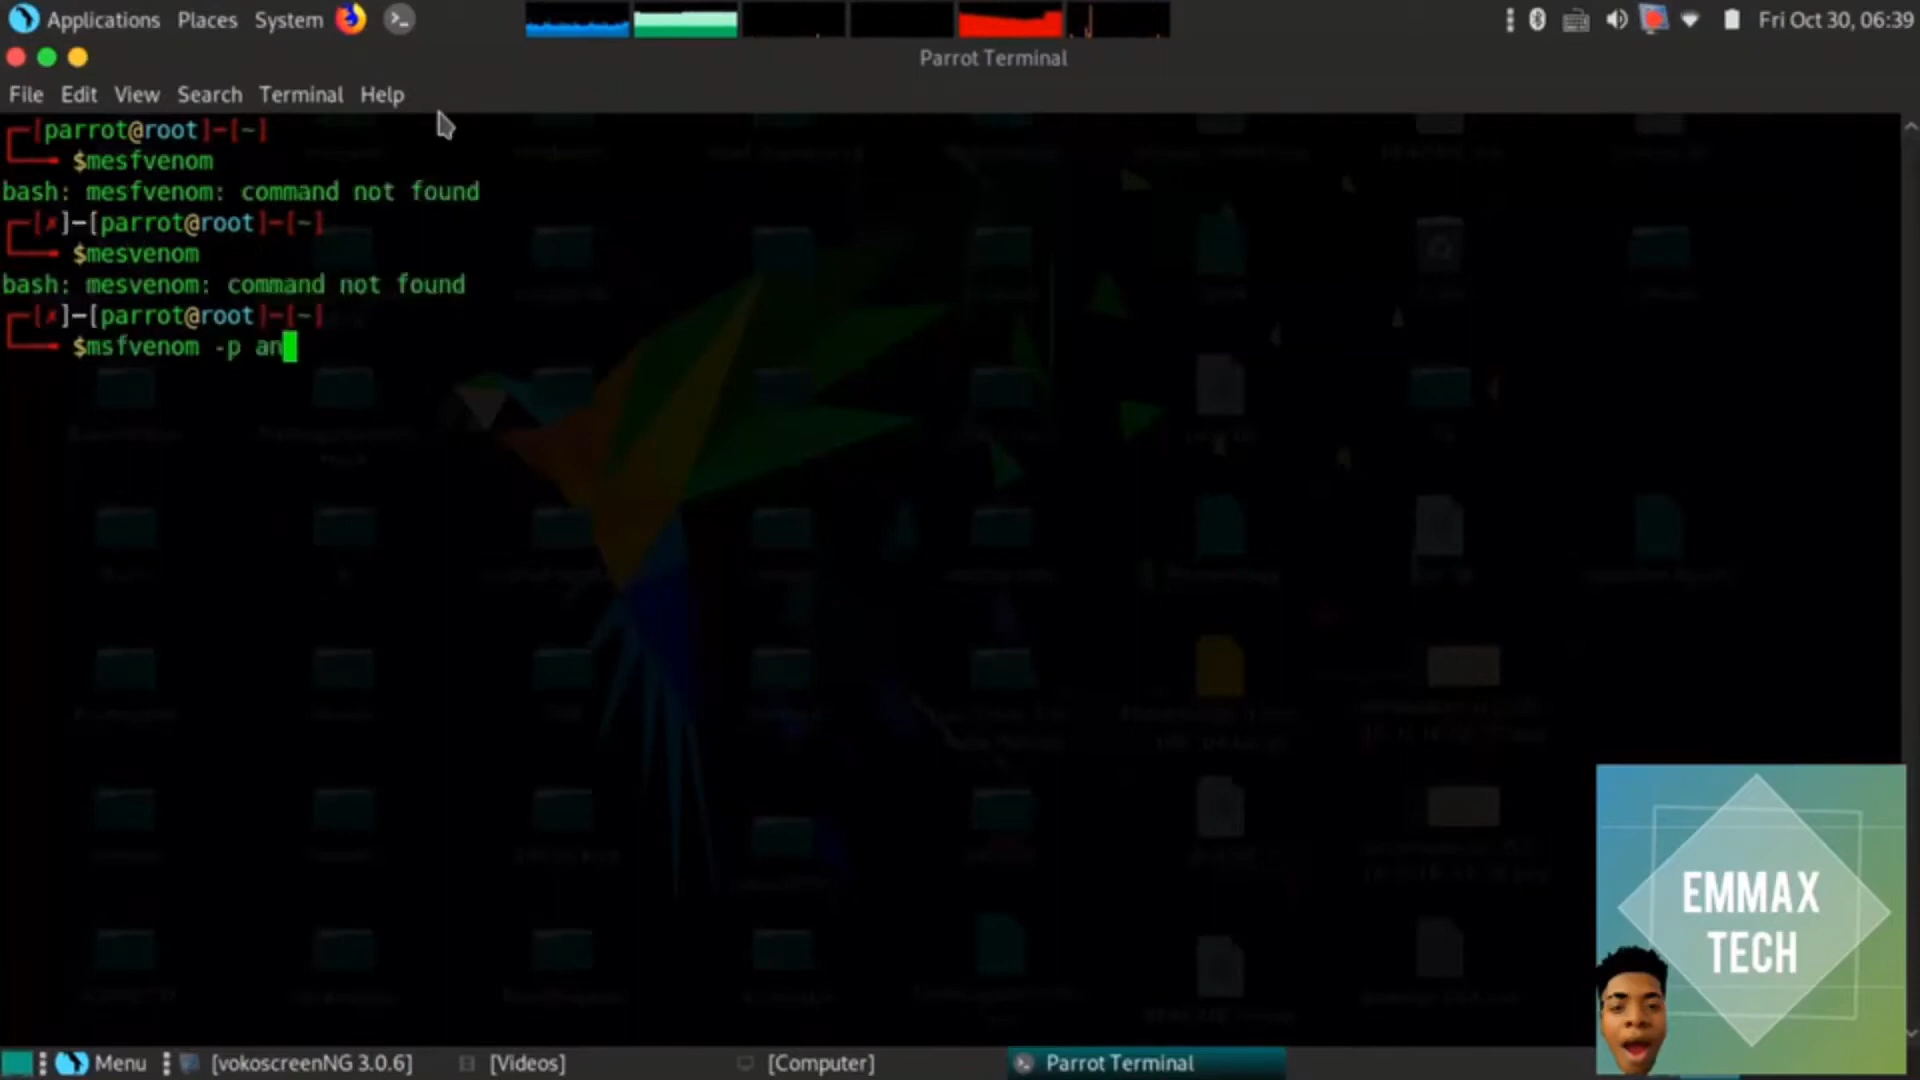 Applications Places System Fri Oct 30, 06:39
Parrot Terminal
File Edit View Search Terminal Help
[parrot@root]-[~]
$mesfvenom
bash: mesfvenom: command not found
[✗]-[parrot@root]-[~]
$mesvenom
bash: mesvenom: command not found
[✗]-[parrot@root]-[~]
$msfvenom -p an
EMMAX
TECH
Menu [vokoscreenNG 3.0.6] [Videos] [Computer] Parrot Terminal